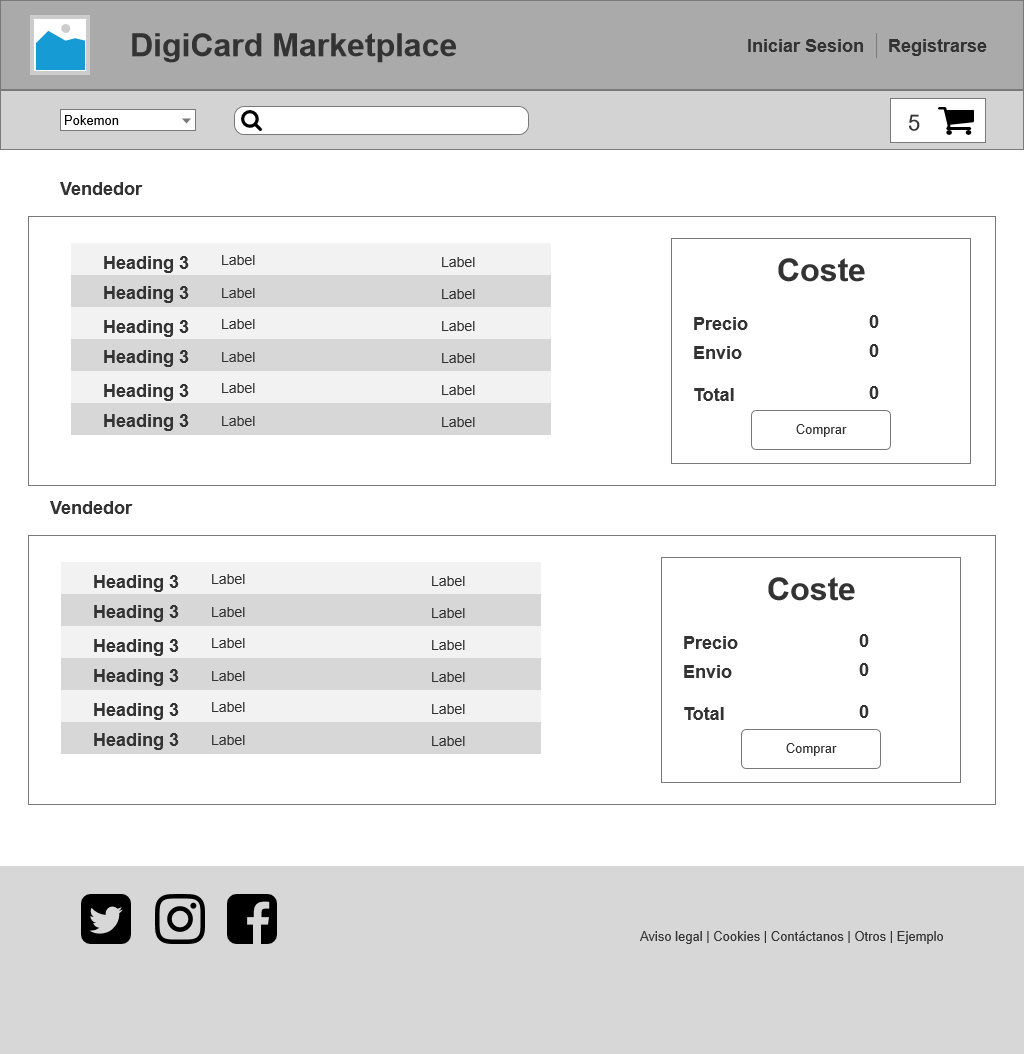 DigiCard Marketplace
Iniciar Sesion
Registrarse
Pokemon
5
Vendedor
Heading 3 Label Label
Heading 3 Label Label
Heading 3 Label Label
Heading 3 Label Label
Heading 3 Label Label
Heading 3 Label Label
Coste
Precio 0
Envio 0
Total 0
Comprar
Vendedor
Heading 3 Label Label
Heading 3 Label Label
Heading 3 Label Label
Heading 3 Label Label
Heading 3 Label Label
Heading 3 Label Label
Coste
Precio 0
Envio 0
Total 0
Comprar
Aviso legal | Cookies | Contáctanos | Otros | Ejemplo